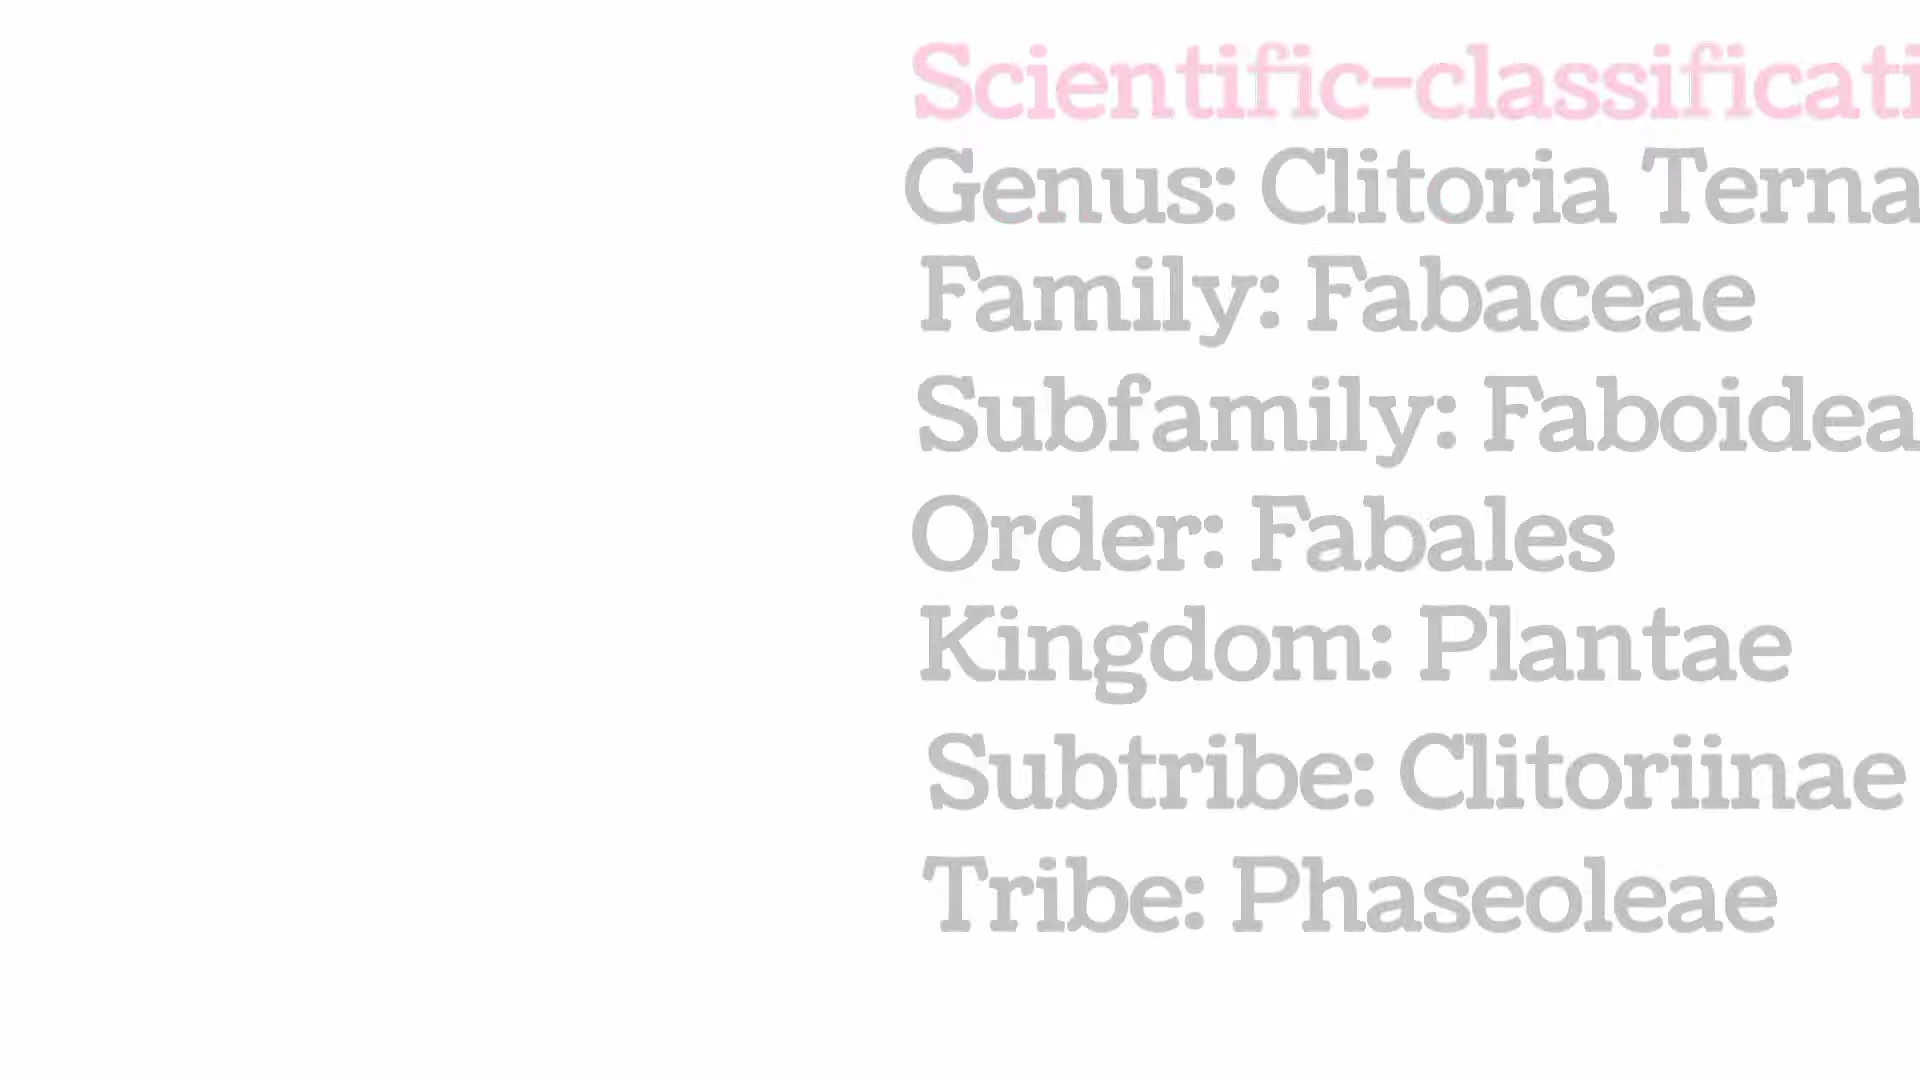 Scientific-classificati
Genus: Clitoria Terna
Family: Fabaceae
Subfamily: Faboidea
Order: Fabales
Kingdom: Plantae
Subtribe: Clitoriinae
Tribe: Phaseoleae